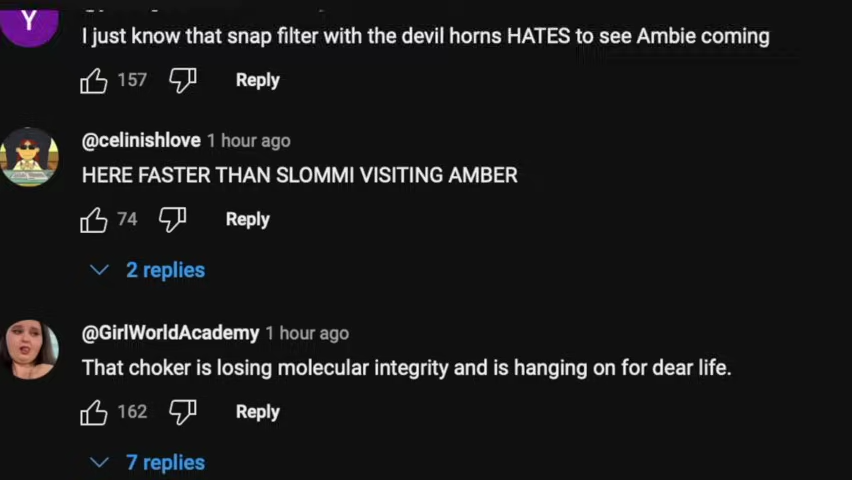 Y
I just know that snap filter with the devil horns HATES to see Ambie coming
157 Reply
@celinishlove 1 hour ago
HERE FASTER THAN SLOMMI VISITING AMBER
74 Reply
2 replies
@GirlWorldAcademy 1 hour ago
That choker is losing molecular integrity and is hanging on for dear life.
162 Reply
7 replies